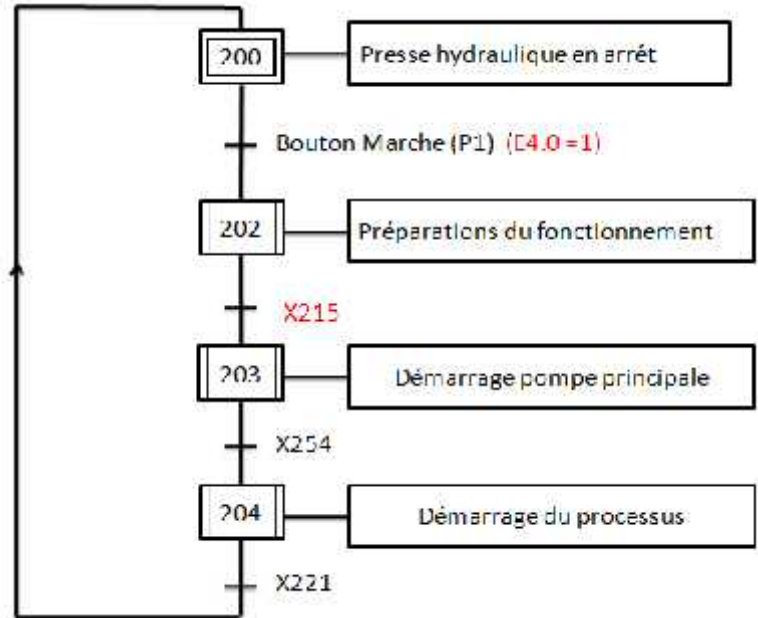 200
Presse hydraulique en arrét
Bouton Marche (P1) (E4.0 =1)
202
Préparations du fonctionnement
X215
203
Démarrage pompe principale
X254
204
Démarrage du processus
X221